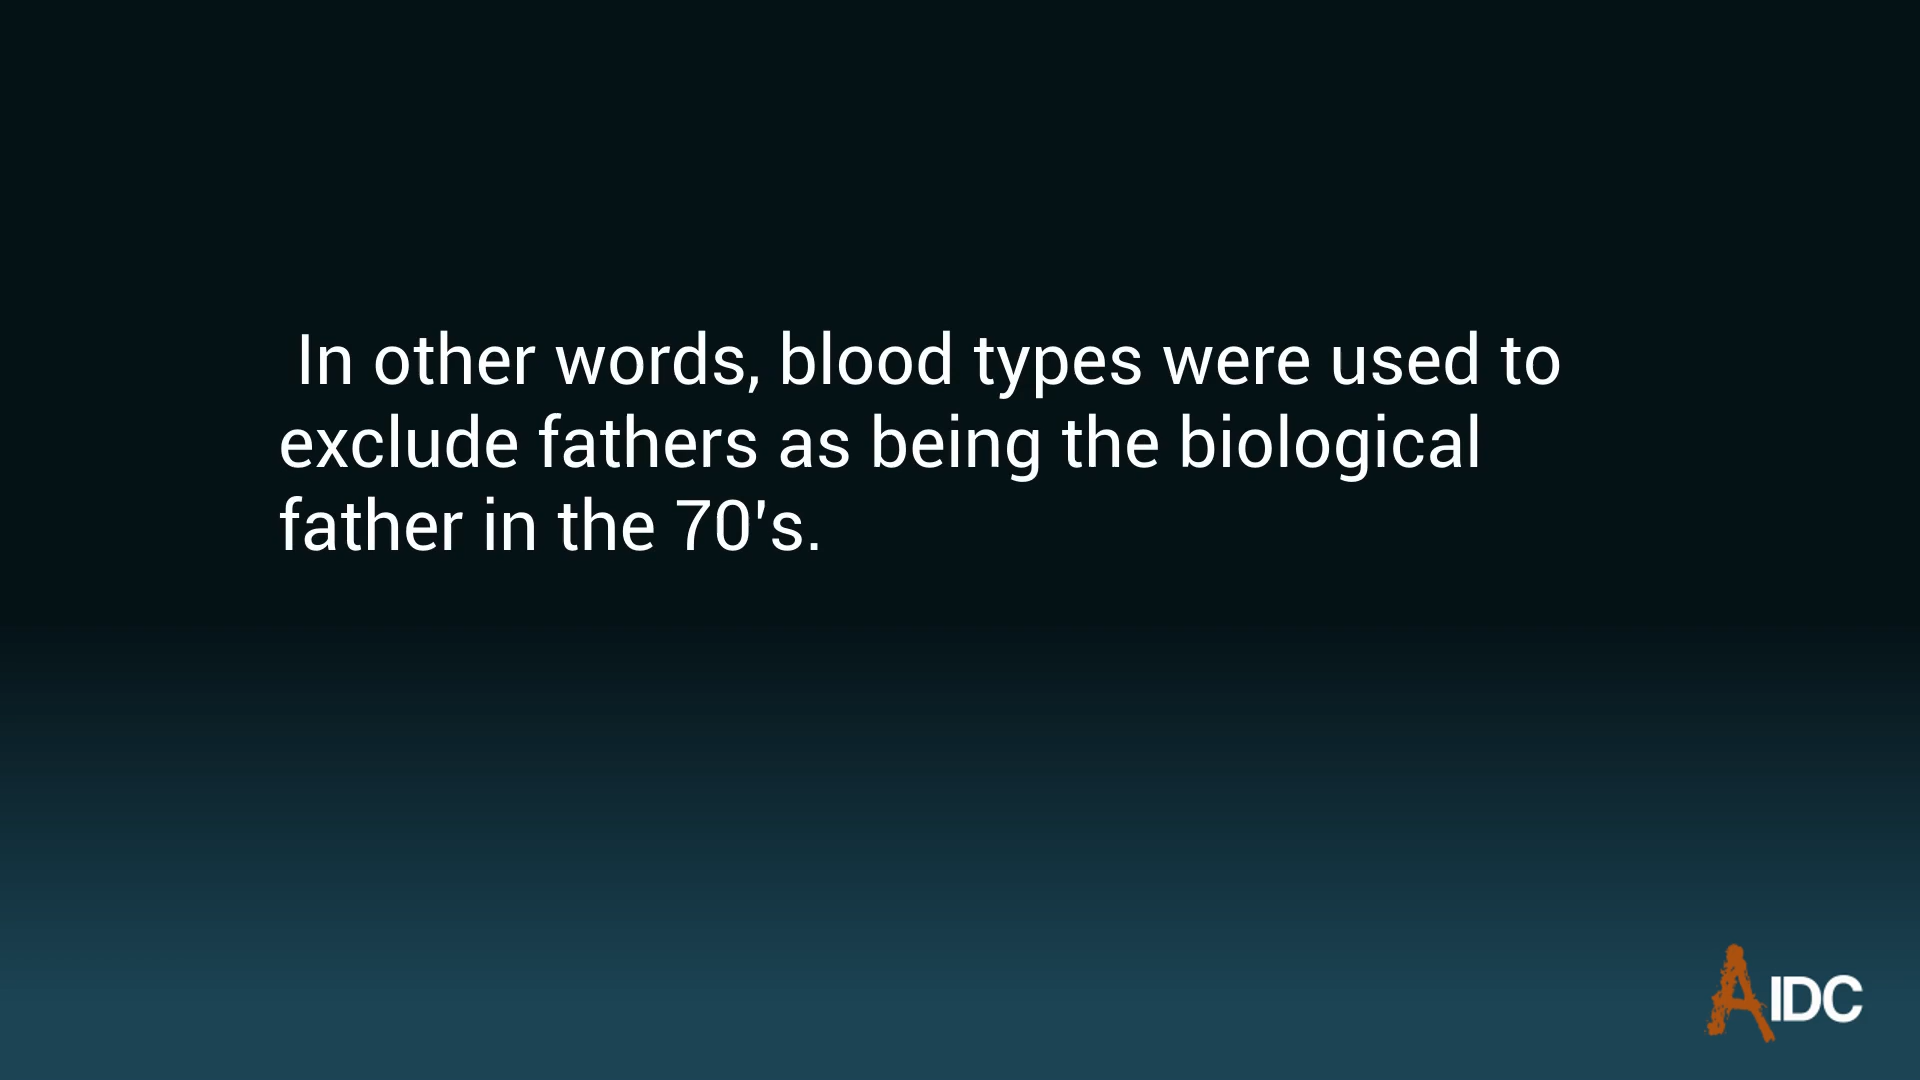 In other words, blood types were used to
exclude fathers as being the biological
father in the 70's.
AIDC